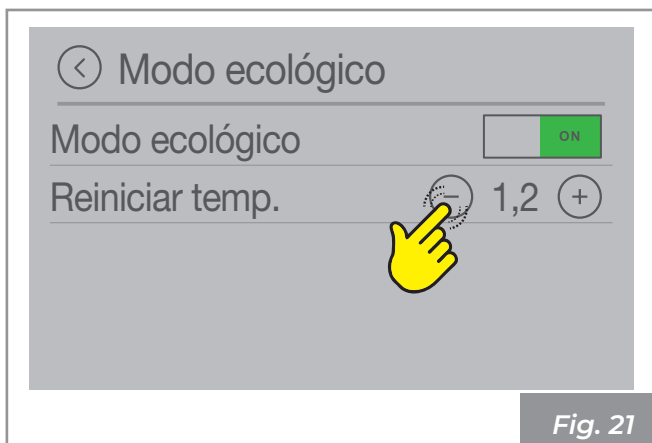 Modo ecológico
Modo ecológico ON
Reiniciar temp. − 1,2 +
Fig. 21